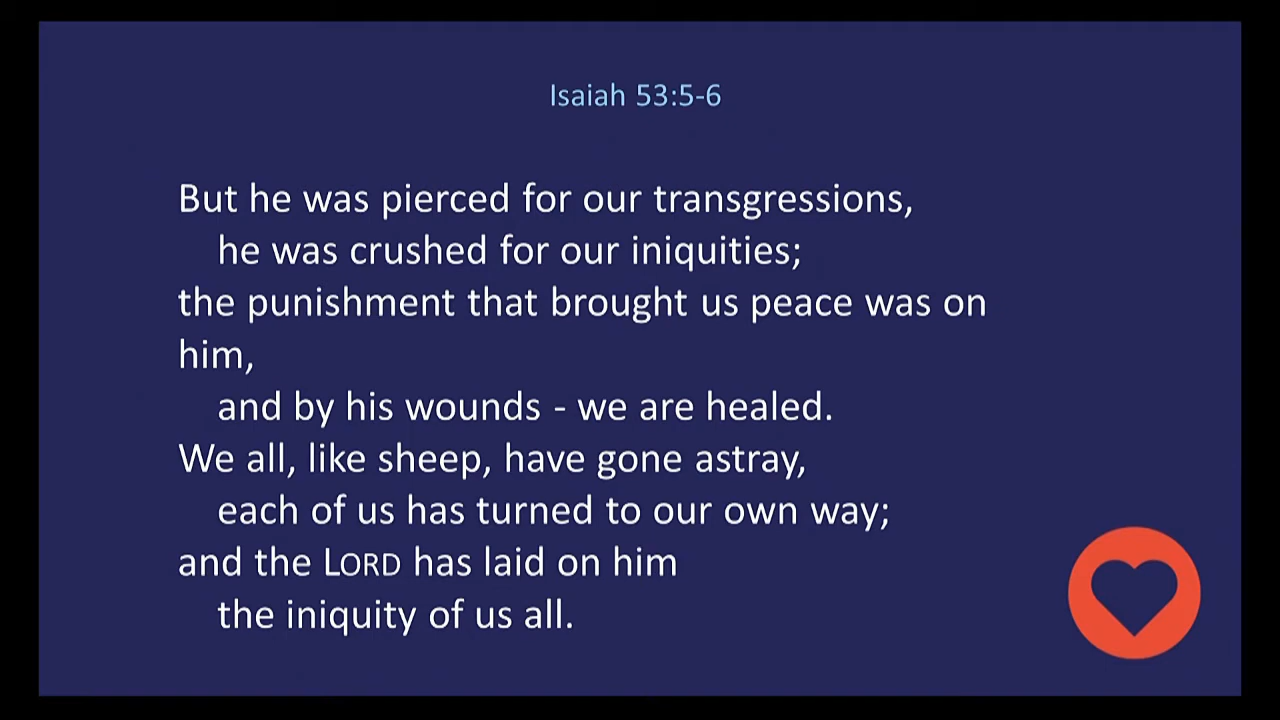 Isaiah 53:5-6
But he was pierced for our transgressions,
he was crushed for our iniquities;
the punishment that brought us peace was on
him,
and by his wounds - we are healed.
We all, like sheep, have gone astray,
each of us has turned to our own way;
and the LORD has laid on him
the iniquity of us all.